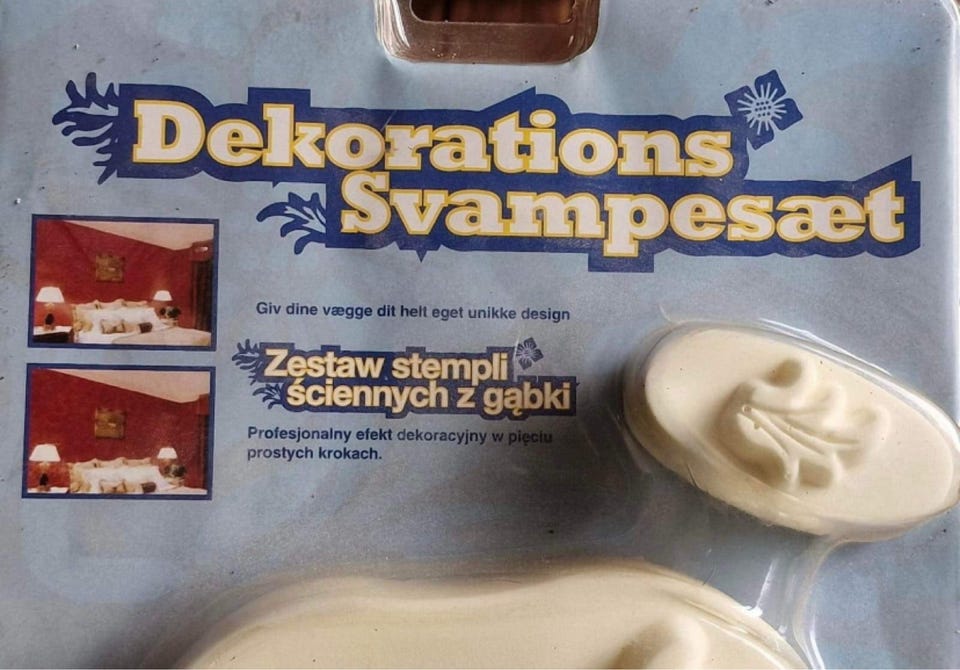 Dekorations
Svampesæt
Giv dine vægge dit helt eget unikke design
Zestaw stempli
ściennych z gąbki
Profesjonalny efekt dekoracyjny w pięciu
prostych krokach.